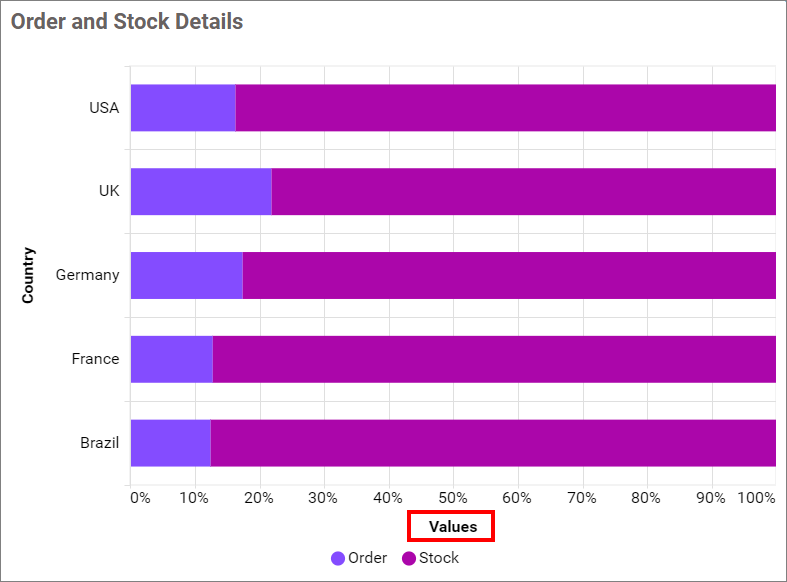 Order and Stock Details
Country
USA
UK
Germany
France
Brazil
0% 10% 20% 30% 40% 50% 60% 70% 80% 90% 100%
Values
Order Stock